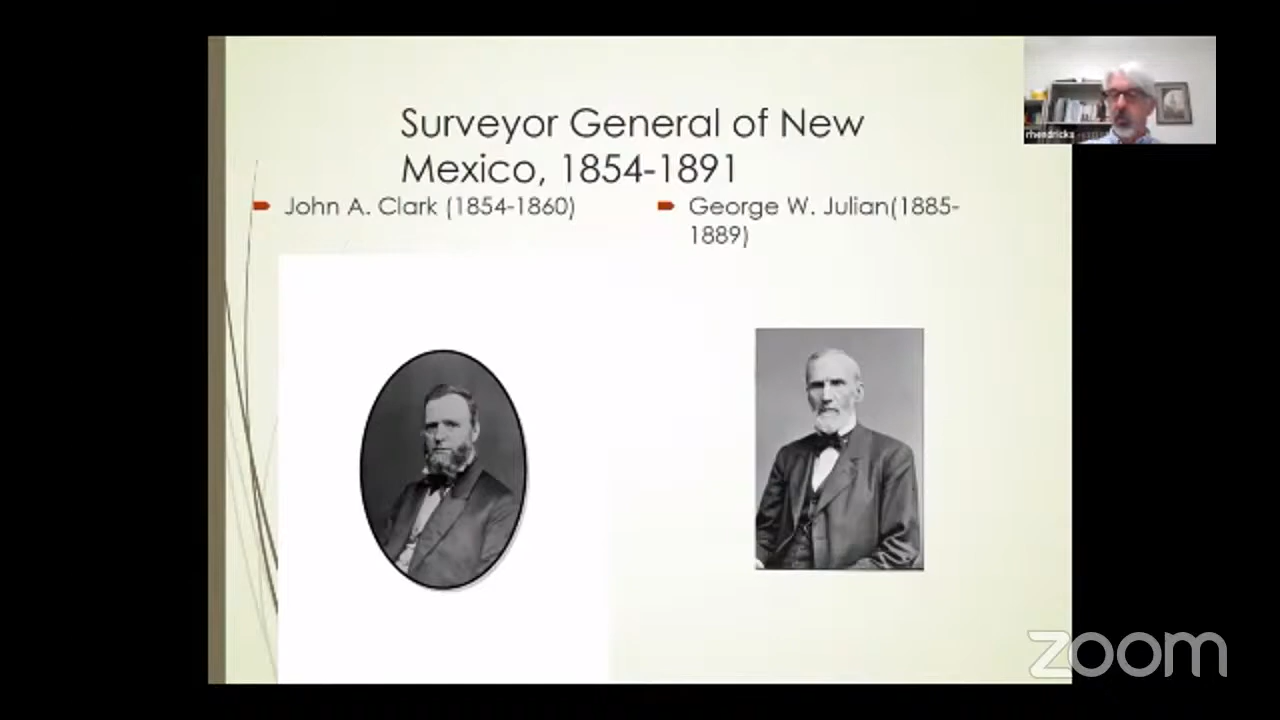 Surveyor General of New
Mexico, 1854-1891
John A. Clark (1854-1860)
George W. Julian(1885-
1889)
rhendricks
zoom